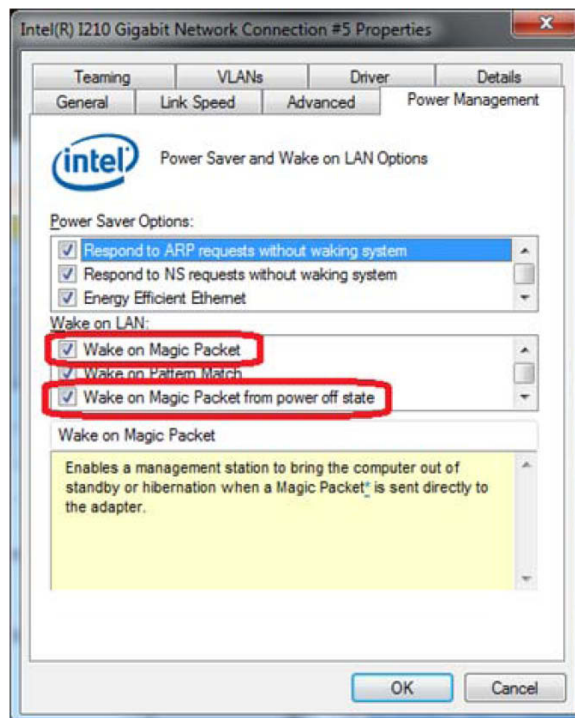 Intel(R) I210 Gigabit Network Connection #5 Properties
Teaming VLANs Driver Details
General Link Speed Advanced Power Management
intel Power Saver and Wake on LAN Options
Power Saver Options:
Respond to ARP requests without waking system
Respond to NS requests without waking system
Energy Efficient Ethernet
Wake on LAN:
Wake on Magic Packet
Wake on Pattern Match
Wake on Magic Packet from power off state
Wake on Magic Packet
Enables a management station to bring the computer out of
standby or hibernation when a Magic Packet* is sent directly to
the adapter.
OK Cancel